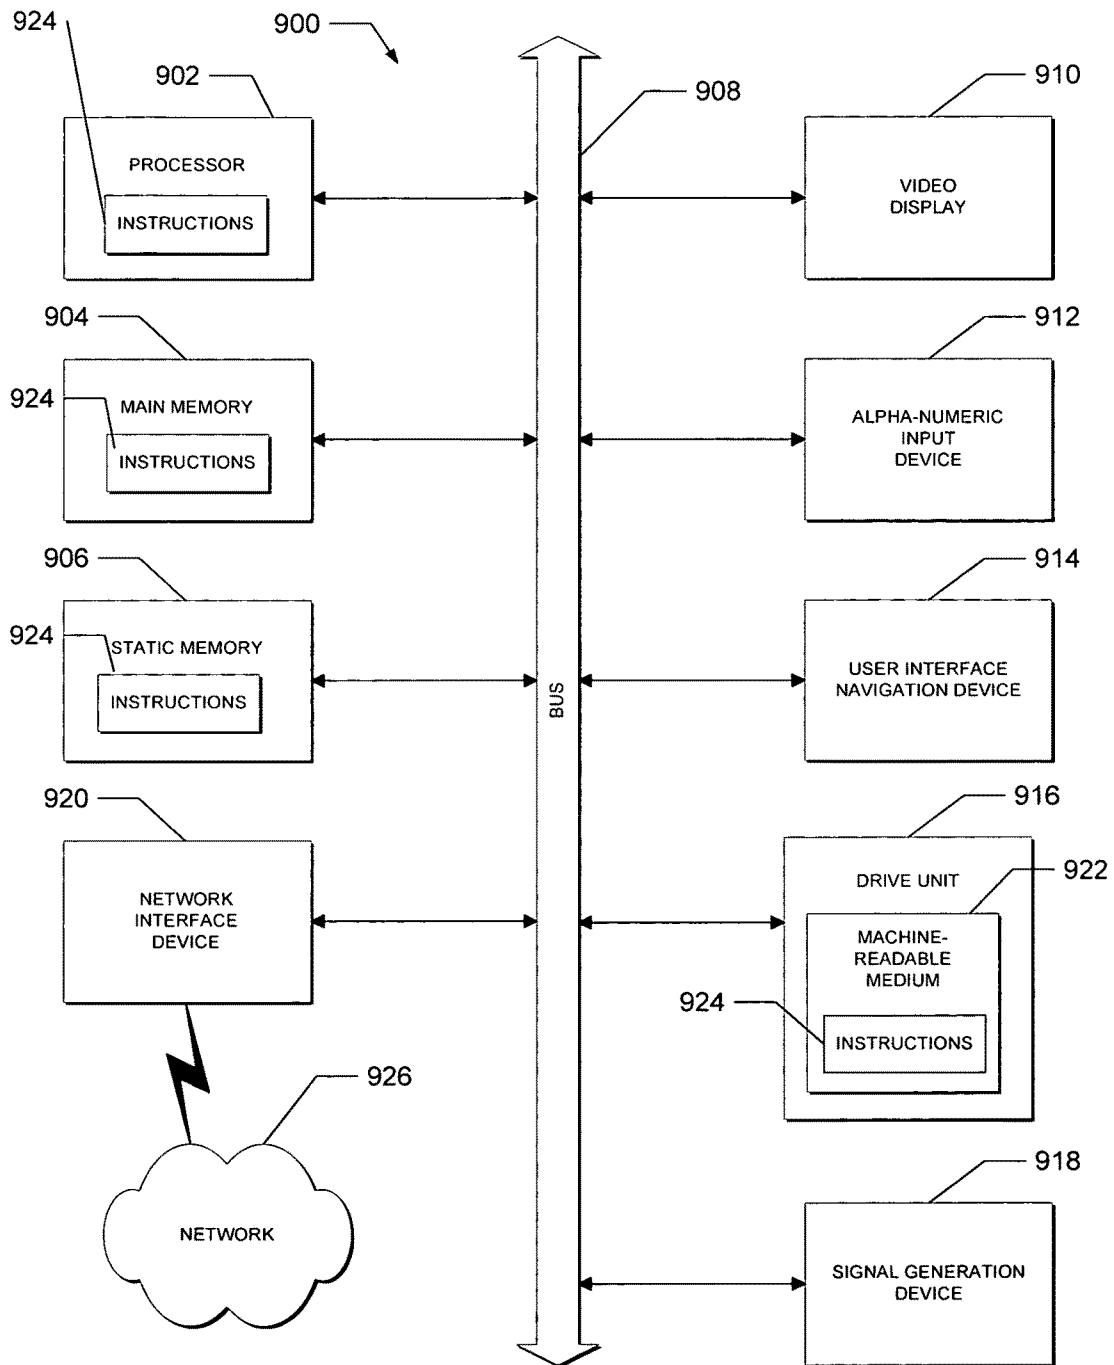 924
900
902
908
910
PROCESSOR
INSTRUCTIONS
VIDEO
DISPLAY
904
912
924
MAIN MEMORY
INSTRUCTIONS
ALPHA-NUMERIC
INPUT
DEVICE
906
914
924
STATIC MEMORY
INSTRUCTIONS
BUS
USER INTERFACE
NAVIGATION DEVICE
920
916
NETWORK
INTERFACE
DEVICE
DRIVE UNIT
922
MACHINE-
READABLE
MEDIUM
924
INSTRUCTIONS
926
NETWORK
918
SIGNAL GENERATION
DEVICE